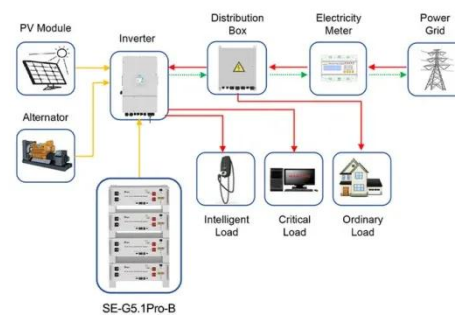 PV Module
Inverter
Distribution
Box
Electricity
Meter
Power
Grid
Alternator
Intelligent
Load
Critical
Load
Ordinary
Load
SE-G5.1Pro-B